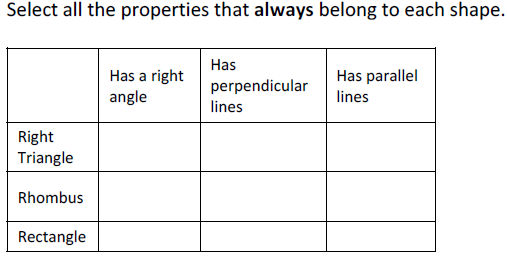 Select all the properties that always belong to each shape.
Has a right
angle
Has
perpendicular
lines
Has parallel
lines
Right
Triangle
Rhombus
Rectangle